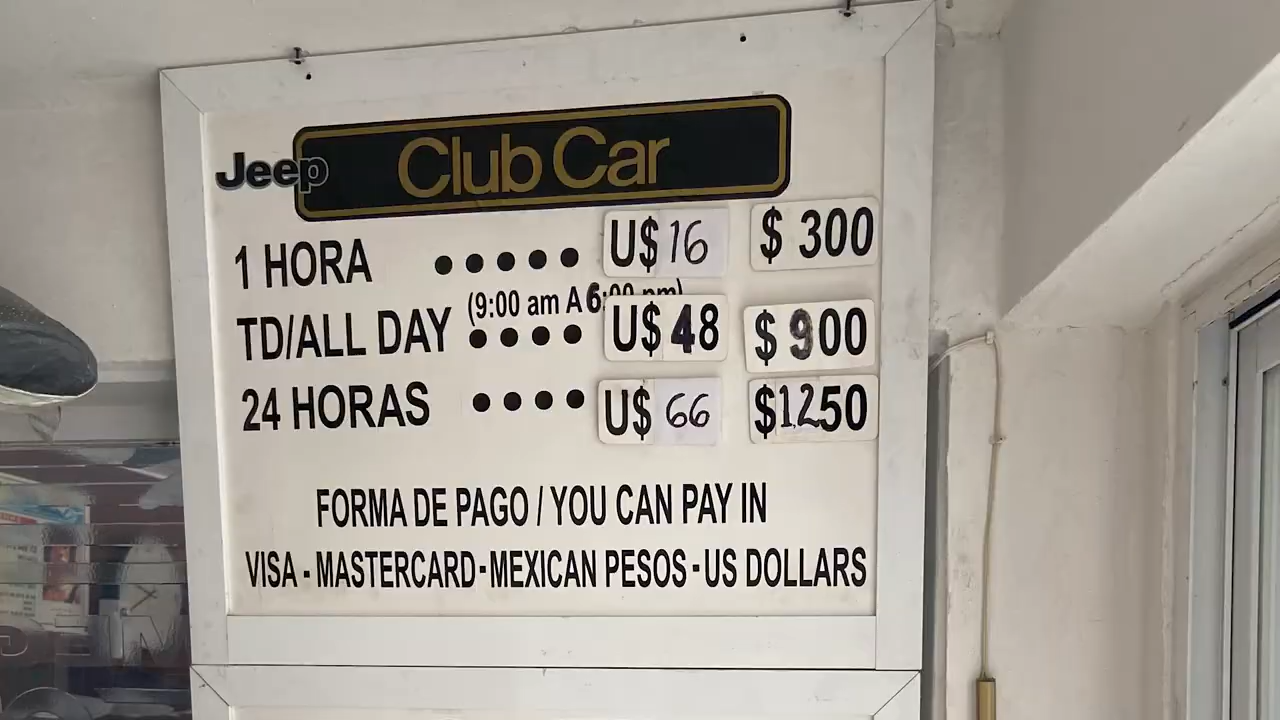 Jeep Club Car
1 HORA ••••• U$ 16 $ 300
(9:00 am A 6:00 pm)
TD/ALL DAY •••• U$ 48 $ 900
24 HORAS •••• U$ 66 $1250
FORMA DE PAGO / YOU CAN PAY IN
VISA - MASTERCARD - MEXICAN PESOS - US DOLLARS